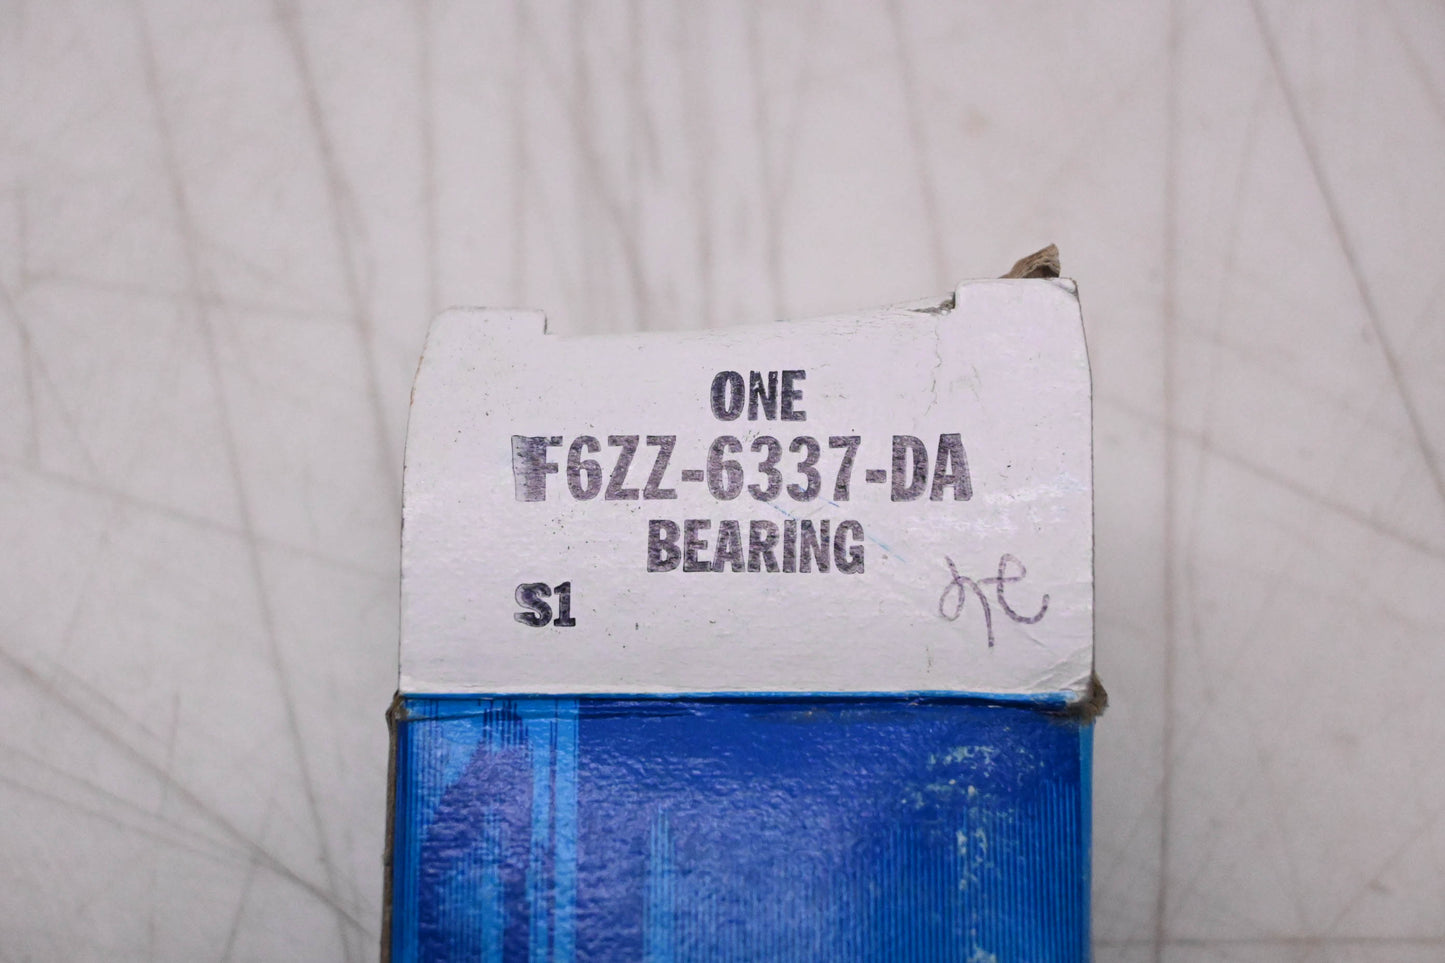 ONE
F6ZZ-6337-DA
BEARING
S1